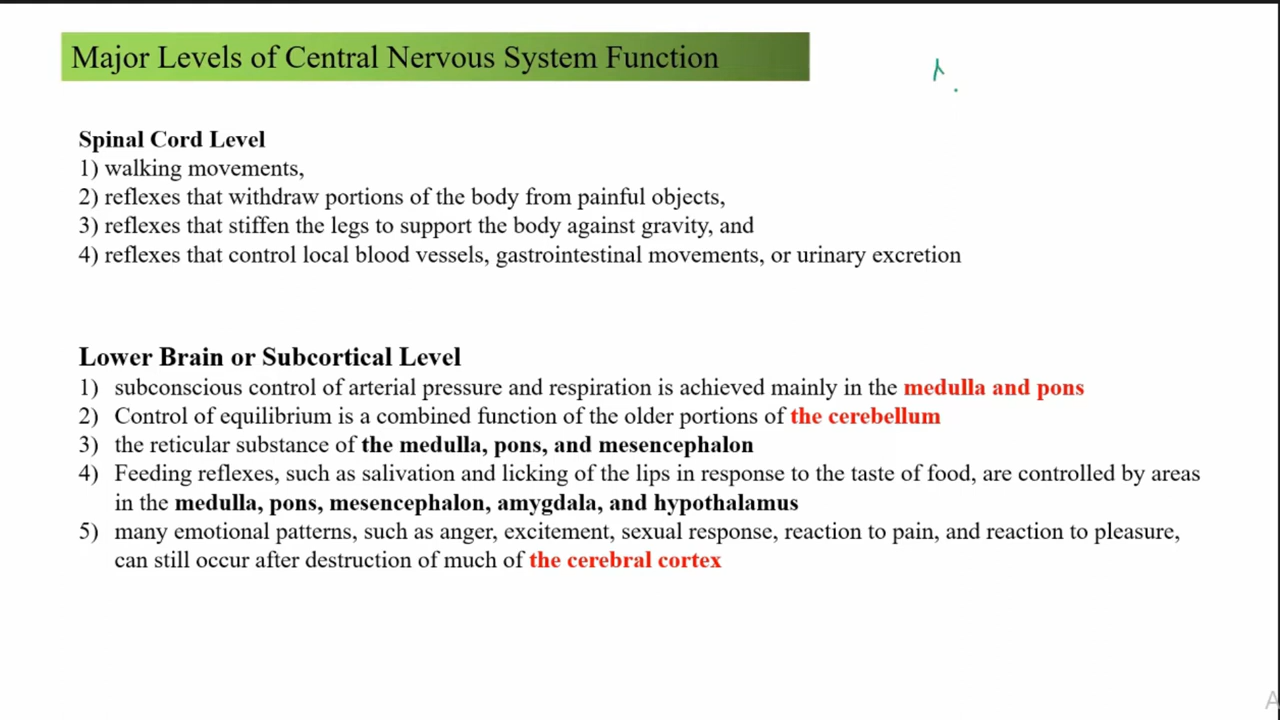 Major Levels of Central Nervous System Function
Spinal Cord Level
1) walking movements,
2) reflexes that withdraw portions of the body from painful objects,
3) reflexes that stiffen the legs to support the body against gravity, and
4) reflexes that control local blood vessels, gastrointestinal movements, or urinary excretion
Lower Brain or Subcortical Level
1) subconscious control of arterial pressure and respiration is achieved mainly in the medulla and pons
2) Control of equilibrium is a combined function of the older portions of the cerebellum
3) the reticular substance of the medulla, pons, and mesencephalon
4) Feeding reflexes, such as salivation and licking of the lips in response to the taste of food, are controlled by areas
in the medulla, pons, mesencephalon, amygdala, and hypothalamus
5) many emotional patterns, such as anger, excitement, sexual response, reaction to pain, and reaction to pleasure,
can still occur after destruction of much of the cerebral cortex